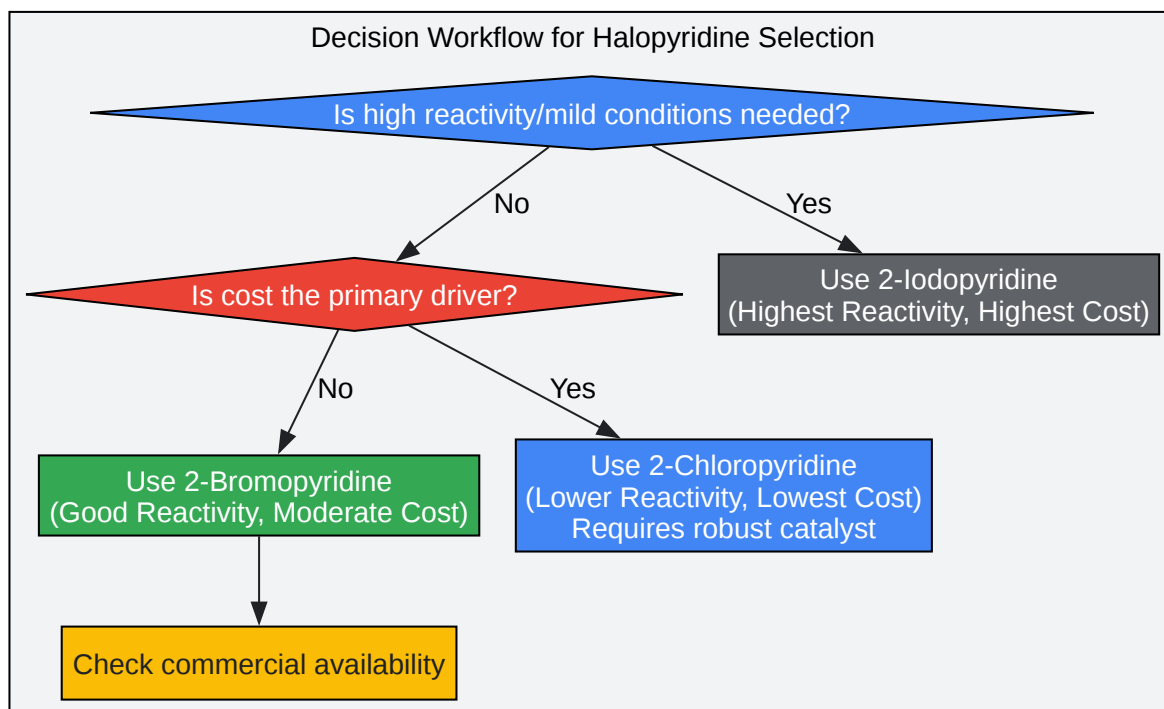 Decision Workflow for Halopyridine Selection
Is high reactivity/mild conditions needed?
No
Yes
Is cost the primary driver?
Use 2-Iodopyridine
(Highest Reactivity, Highest Cost)
No
Yes
Use 2-Bromopyridine
(Good Reactivity, Moderate Cost)
Use 2-Chloropyridine
(Lower Reactivity, Lowest Cost)
Requires robust catalyst
Check commercial availability